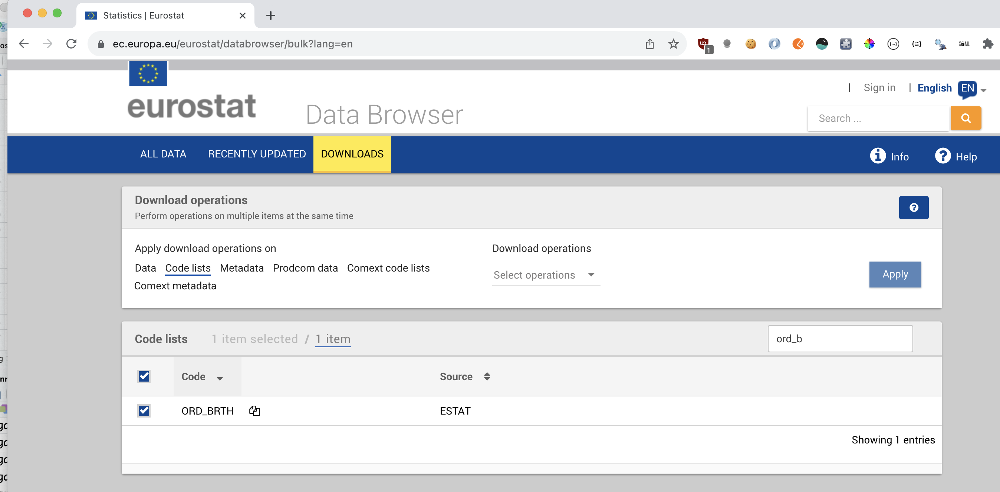 Statistics | Eurostat
ec.europa.eu/eurostat/databrowser/bulk?lang=en
1
{...}
{=}
SAML
| Sign in | English EN
eurostat
Data Browser
Search ...
ALL DATA RECENTLY UPDATED DOWNLOADS
Info Help
Download operations
Perform operations on multiple items at the same time
Apply download operations on
Data Code lists Metadata Prodcom data Comext code lists
Comext metadata
Download operations
Select operations
Apply
Code lists 1 item selected / 1 item
ord_b
Code Source
ORD_BRTH ESTAT
Showing 1 entries